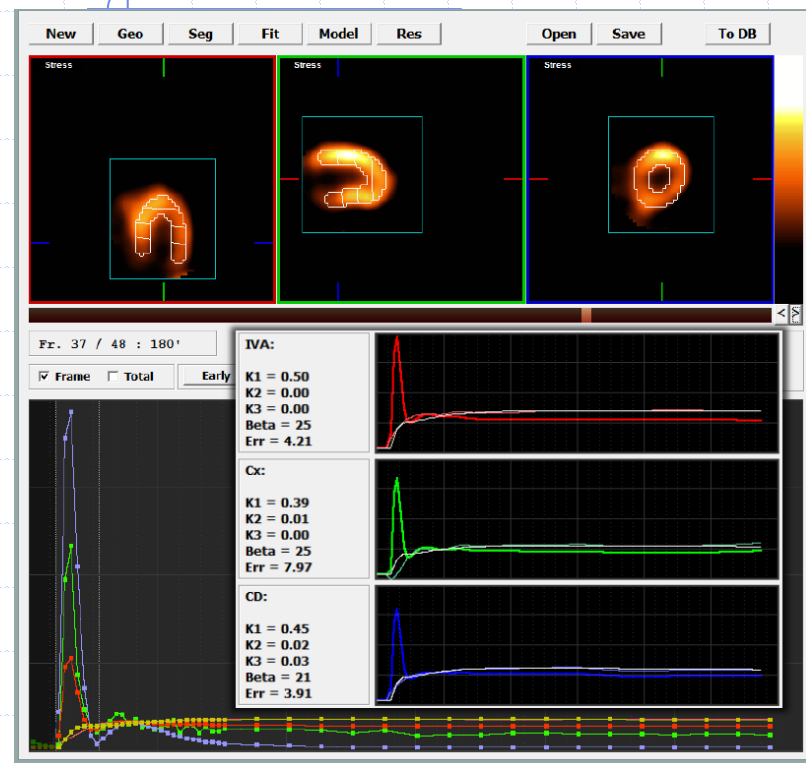 New Geo Seg Fit Model Res Open Save To DB
Stress Stress Stress
< >
Fr. 37 / 48 : 180'
Frame Total Early
IVA:
K1 = 0.50
K2 = 0.00
K3 = 0.00
Beta = 25
Err = 4.21
Cx:
K1 = 0.39
K2 = 0.01
K3 = 0.00
Beta = 25
Err = 7.97
CD:
K1 = 0.45
K2 = 0.02
K3 = 0.03
Beta = 21
Err = 3.91